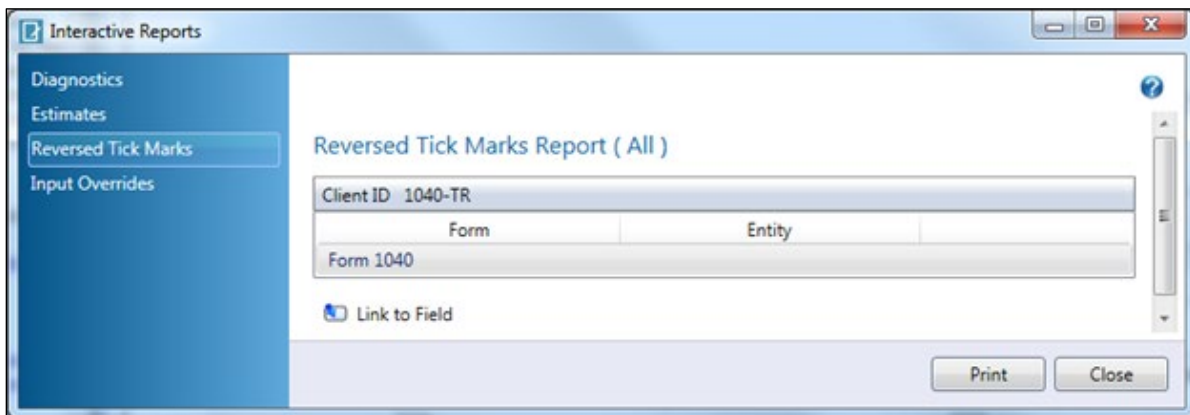 Interactive Reports
Diagnostics
Estimates
Reversed Tick Marks
Input Overrides
?
Reversed Tick Marks Report ( All )
Client ID 1040-TR
Form Entity
Form 1040
Link to Field
Print Close